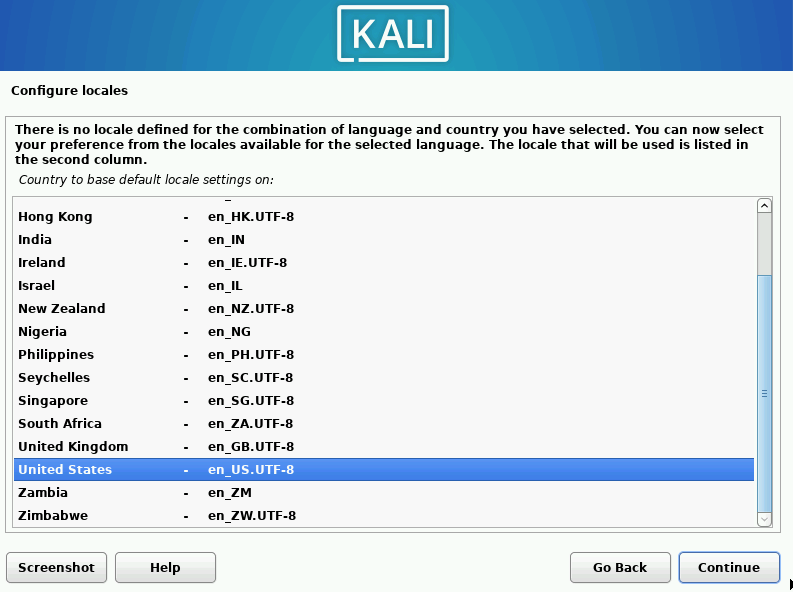 KALI
Configure locales
There is no locale defined for the combination of language and country you have selected. You can now select
your preference from the locales available for the selected language. The locale that will be used is listed in
the second column.
Country to base default locale settings on:
Hong Kong - en_HK.UTF-8
India - en_IN
Ireland - en_IE.UTF-8
Israel - en_IL
New Zealand - en_NZ.UTF-8
Nigeria - en_NG
Philippines - en_PH.UTF-8
Seychelles - en_SC.UTF-8
Singapore - en_SG.UTF-8
South Africa - en_ZA.UTF-8
United Kingdom - en_GB.UTF-8
United States - en_US.UTF-8
Zambia - en_ZM
Zimbabwe - en_ZW.UTF-8
Screenshot Help Go Back Continue